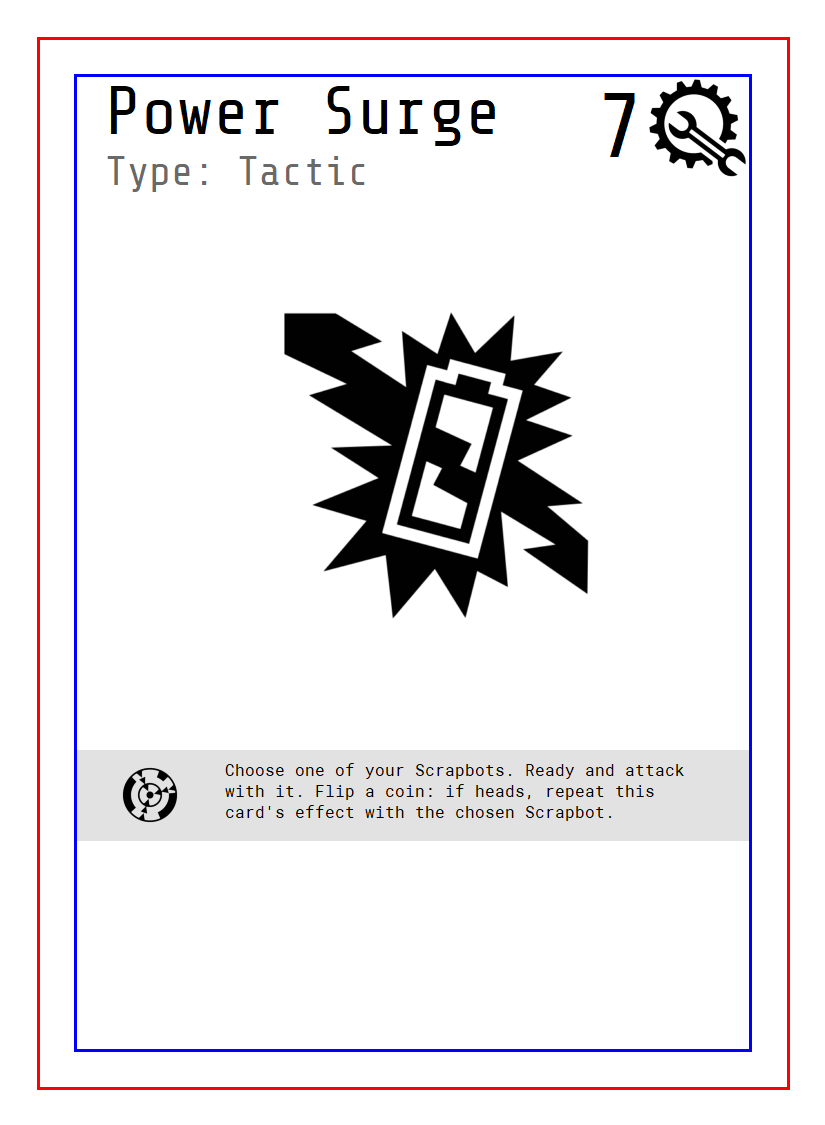 Power Surge
7
Type: Tactic
Choose one of your Scrapbots. Ready and attack
with it. Flip a coin: if heads, repeat this
card's effect with the chosen Scrapbot.